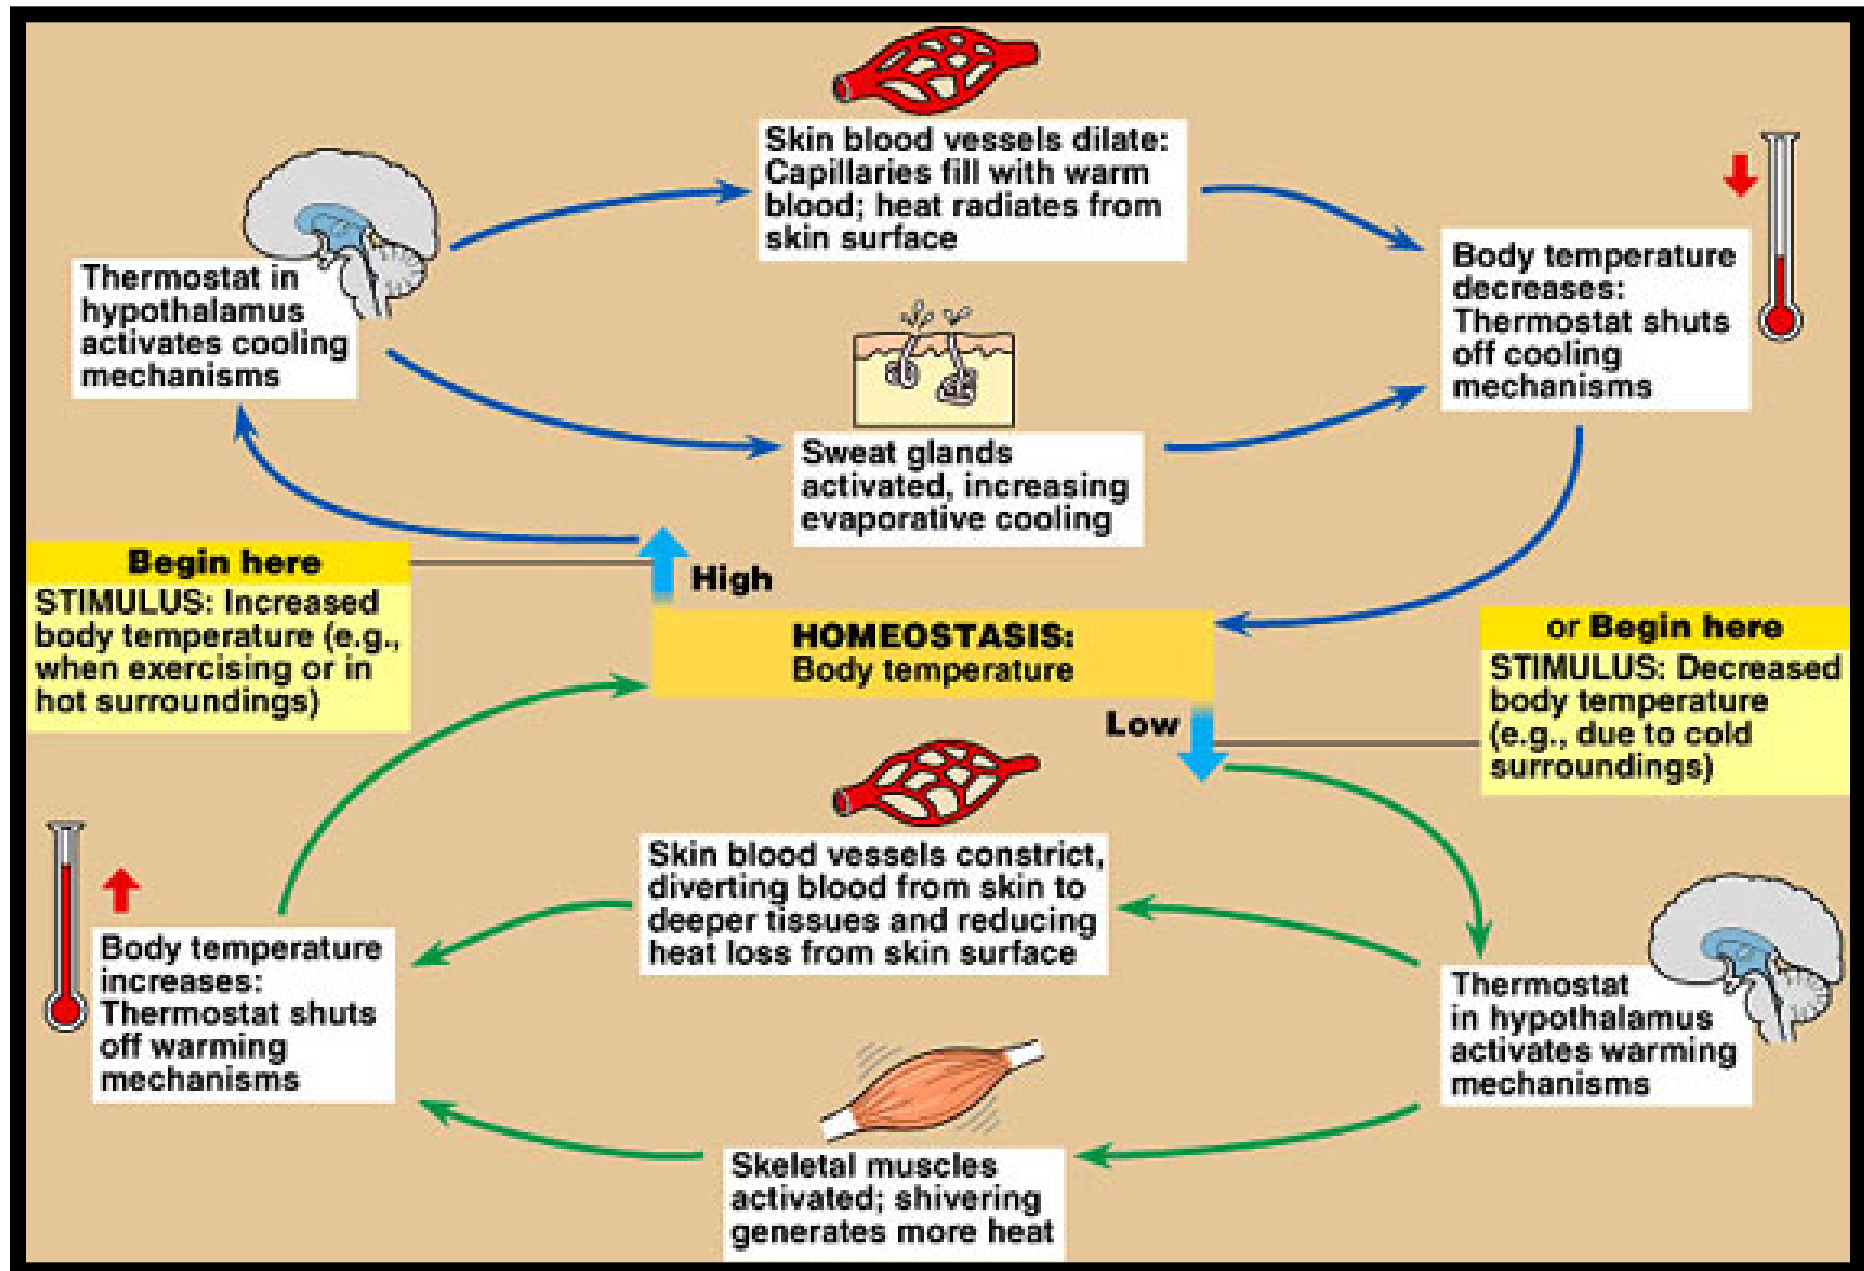 Skin blood vessels dilate:
Capillaries fill with warm
blood; heat radiates from
skin surface
Thermostat in
hypothalamus
activates cooling
mechanisms
Body temperature
decreases:
Thermostat shuts
off cooling
mechanisms
Sweat glands
activated, increasing
evaporative cooling
Begin here
STIMULUS: Increased
body temperature (e.g.,
when exercising or in
hot surroundings)
High
HOMEOSTASIS:
Body temperature
or Begin here
STIMULUS: Decreased
body temperature
(e.g., due to cold
surroundings)
Low
Skin blood vessels constrict,
diverting blood from skin to
deeper tissues and reducing
heat loss from skin surface
Body temperature
increases:
Thermostat shuts
off warming
mechanisms
Thermostat
in hypothalamus
activates warming
mechanisms
Skeletal muscles
activated; shivering
generates more heat